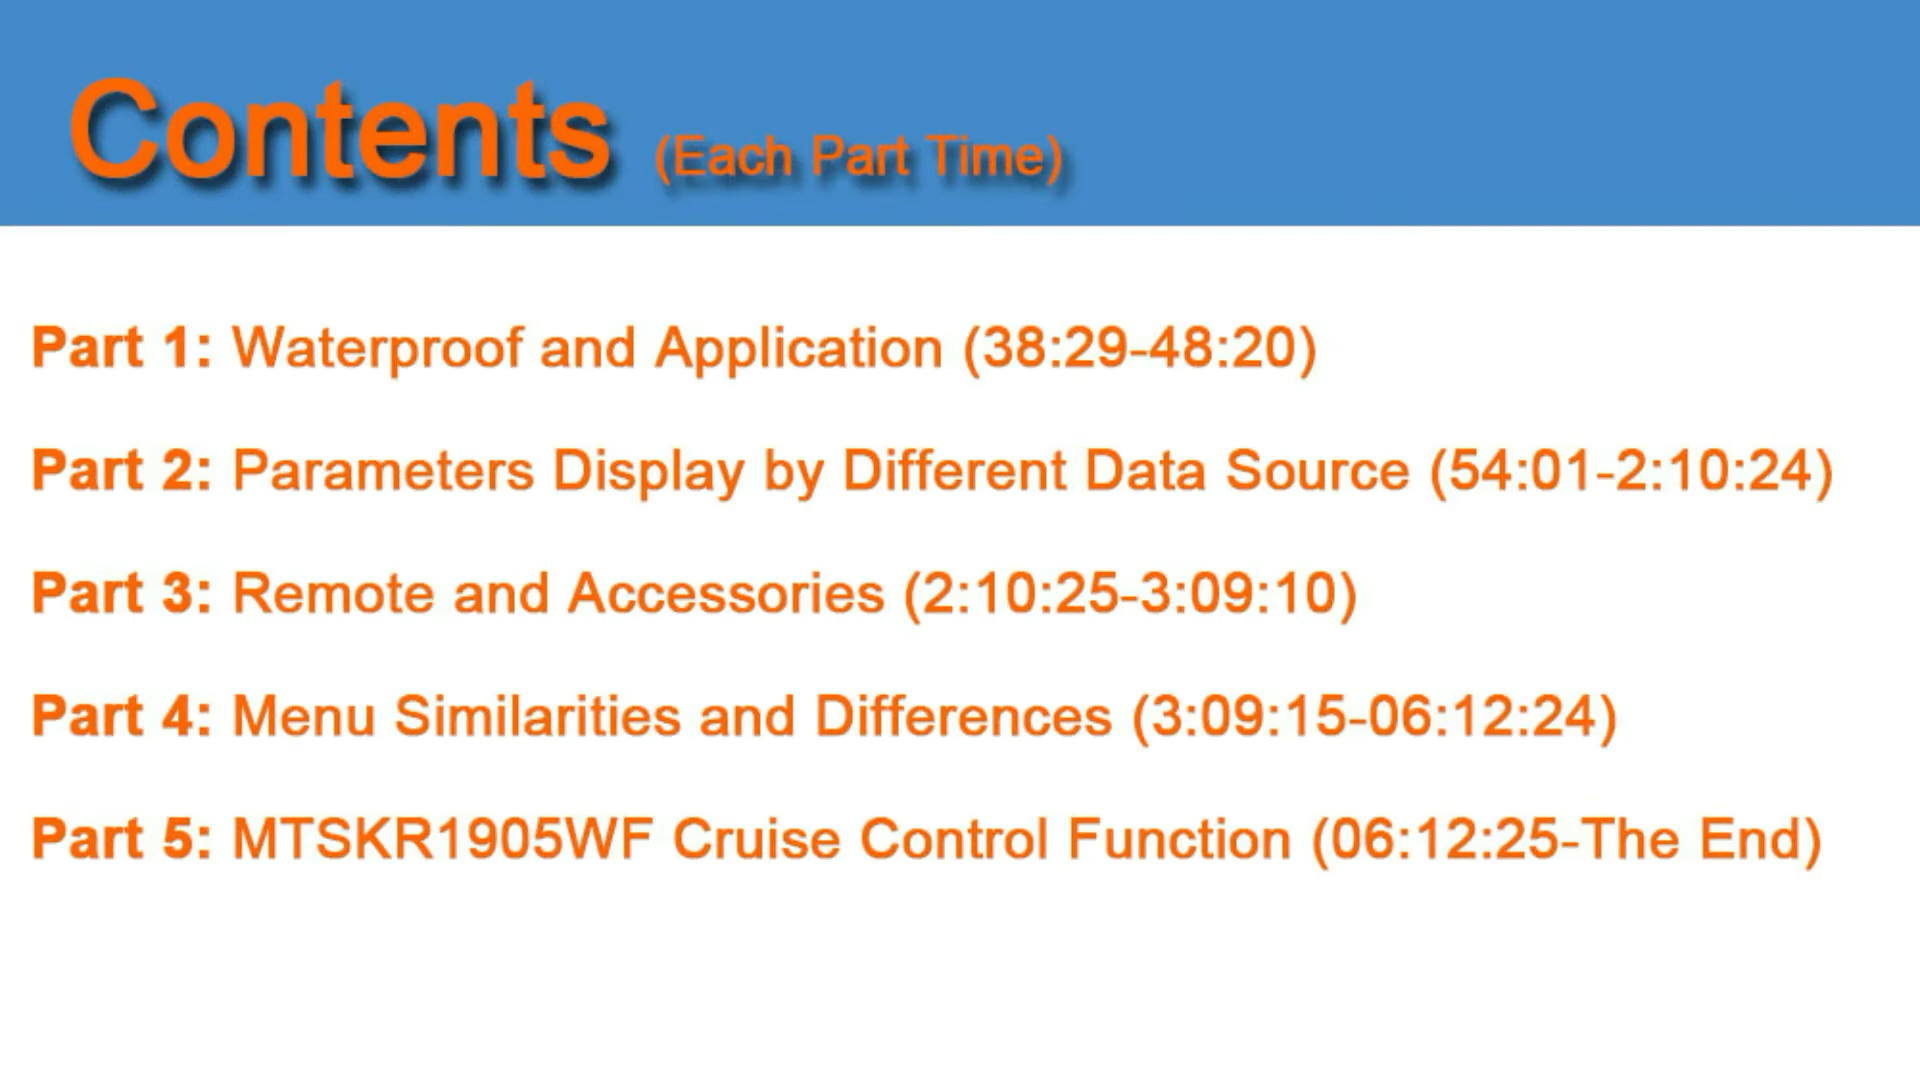 Contents (Each Part Time)
Part 1: Waterproof and Application (38:29-48:20)
Part 2: Parameters Display by Different Data Source (54:01-2:10:24)
Part 3: Remote and Accessories (2:10:25-3:09:10)
Part 4: Menu Similarities and Differences (3:09:15-06:12:24)
Part 5: MTSKR1905WF Cruise Control Function (06:12:25-The End)